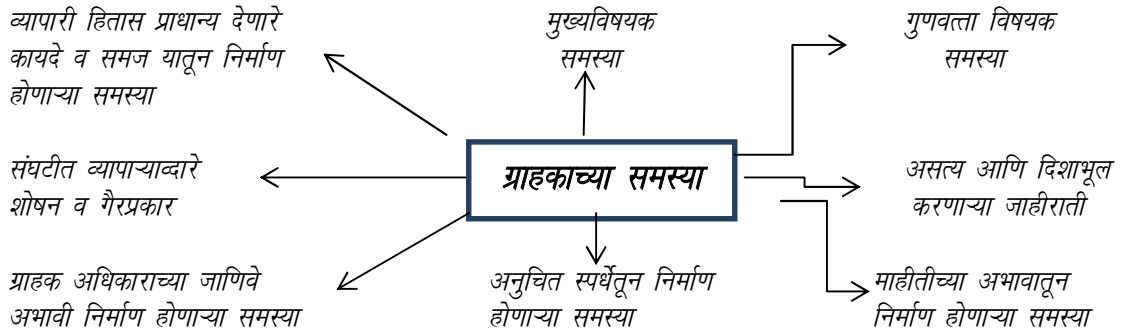 व्यापारी हितास प्राधान्य देणारे
कायदे व समज यातून निर्माण
होणाऱ्या समस्या
मुख्यविषयक
समस्या
गुणवत्ता विषयक
समस्या
संघटीत व्यापाऱ्याव्दारे
शोषन व गैरप्रकार
ग्राहकाच्या समस्या
असत्य आणि दिशाभूल
करणाऱ्या जाहीराती
ग्राहक अधिकाराच्या जाणिवे
अभावी निर्माण होणाऱ्या समस्या
अनुचित स्पर्धेतून निर्माण
होणाऱ्या समस्या
माहीतीच्या अभावातून
निर्माण होणाऱ्या समस्या